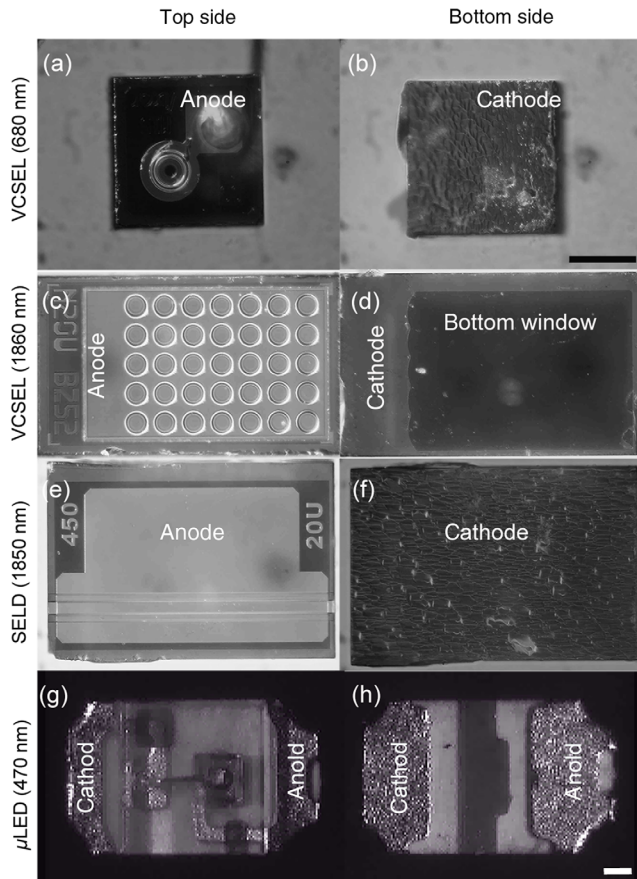 Top side
Bottom side
VCSEL (680 nm)
(a)
Anode
(b)
Cathode
VCSEL (1860 nm)
(c)
Anode
(d)
Cathode
Bottom window
SELD (1850 nm)
(e)
450
Anode
20U
(f)
Cathode
μLED (470 nm)
(g)
Cathod
Anold
(h)
Cathod
Anold